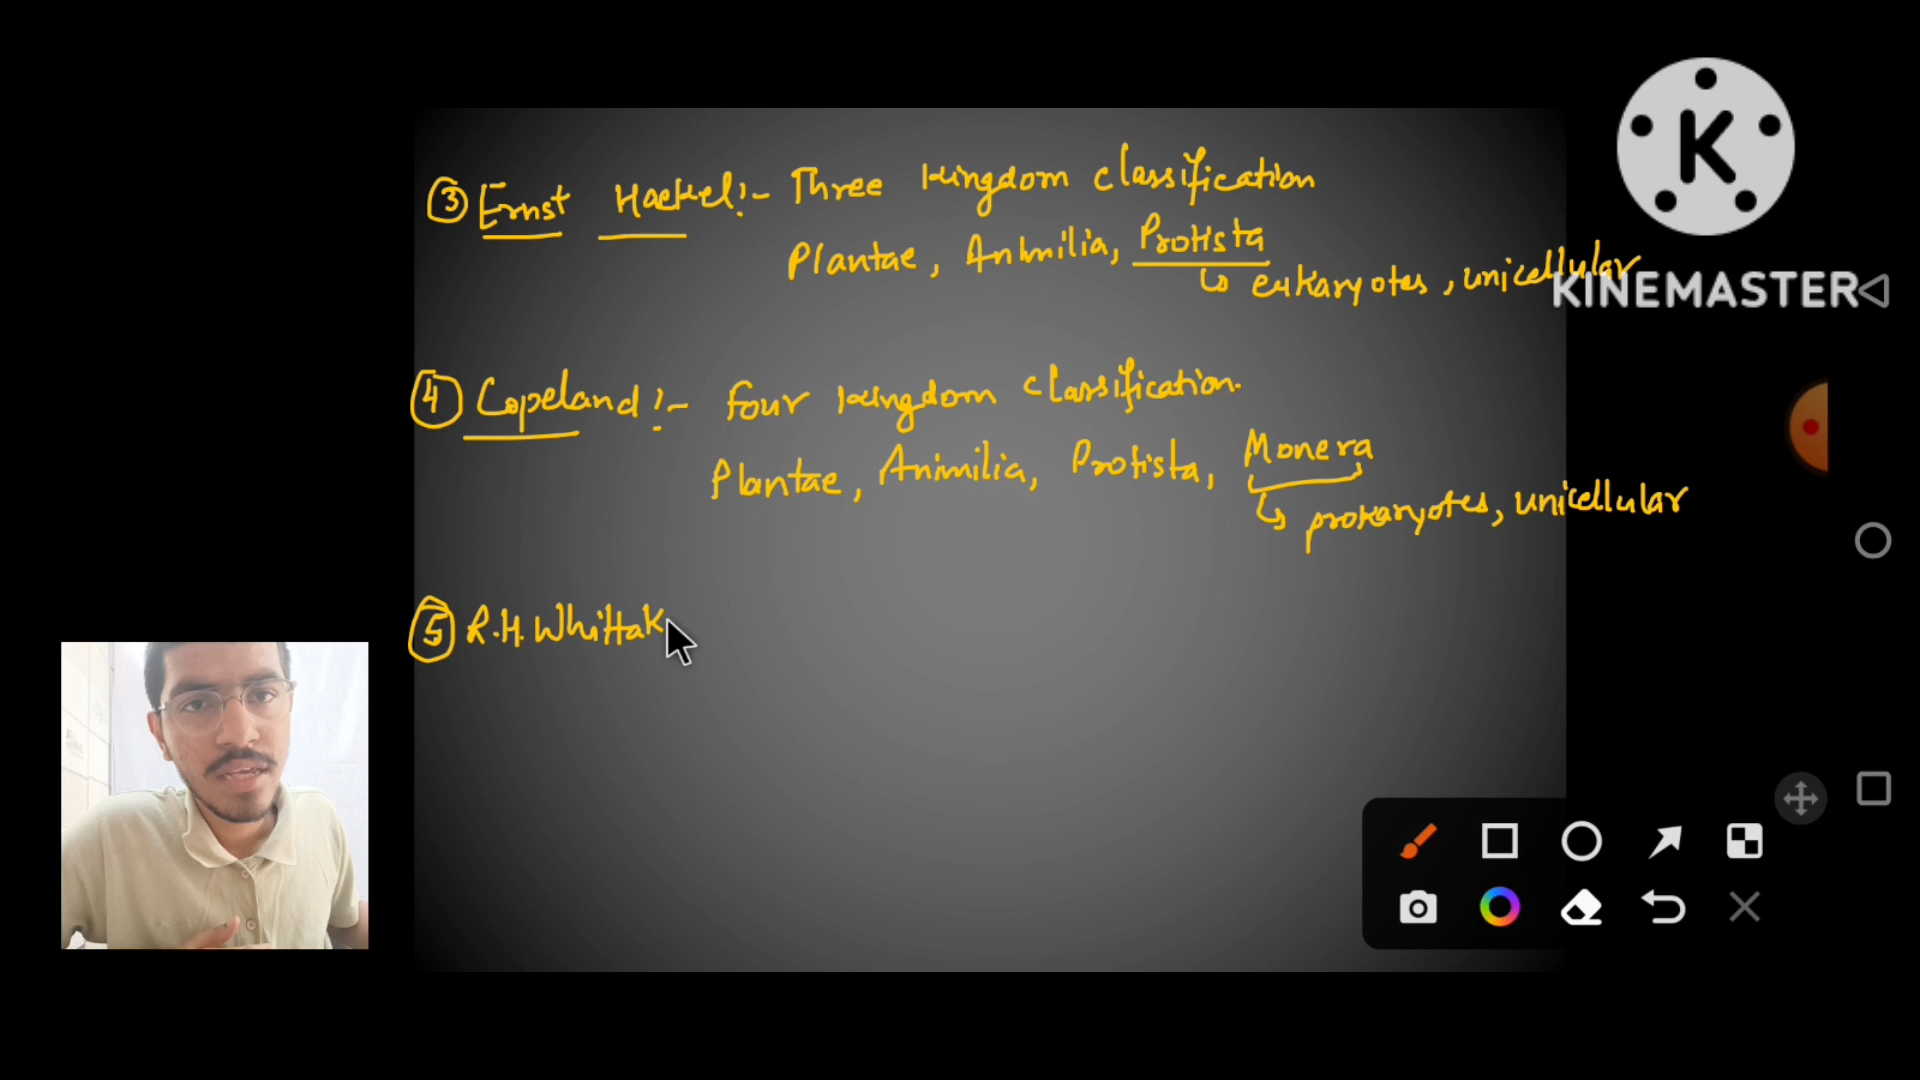 ③ Ernst Haekel:- Three kingdom classification
Plantae, Animilia, Protista
↳ eukaryotes, unicellular
K
KINEMASTER
④ Copeland:- four kingdom classification.
Plantae, Animilia, Protista, Monera
↳ prokaryotes, unicellular
⑤ R.H. Whittak